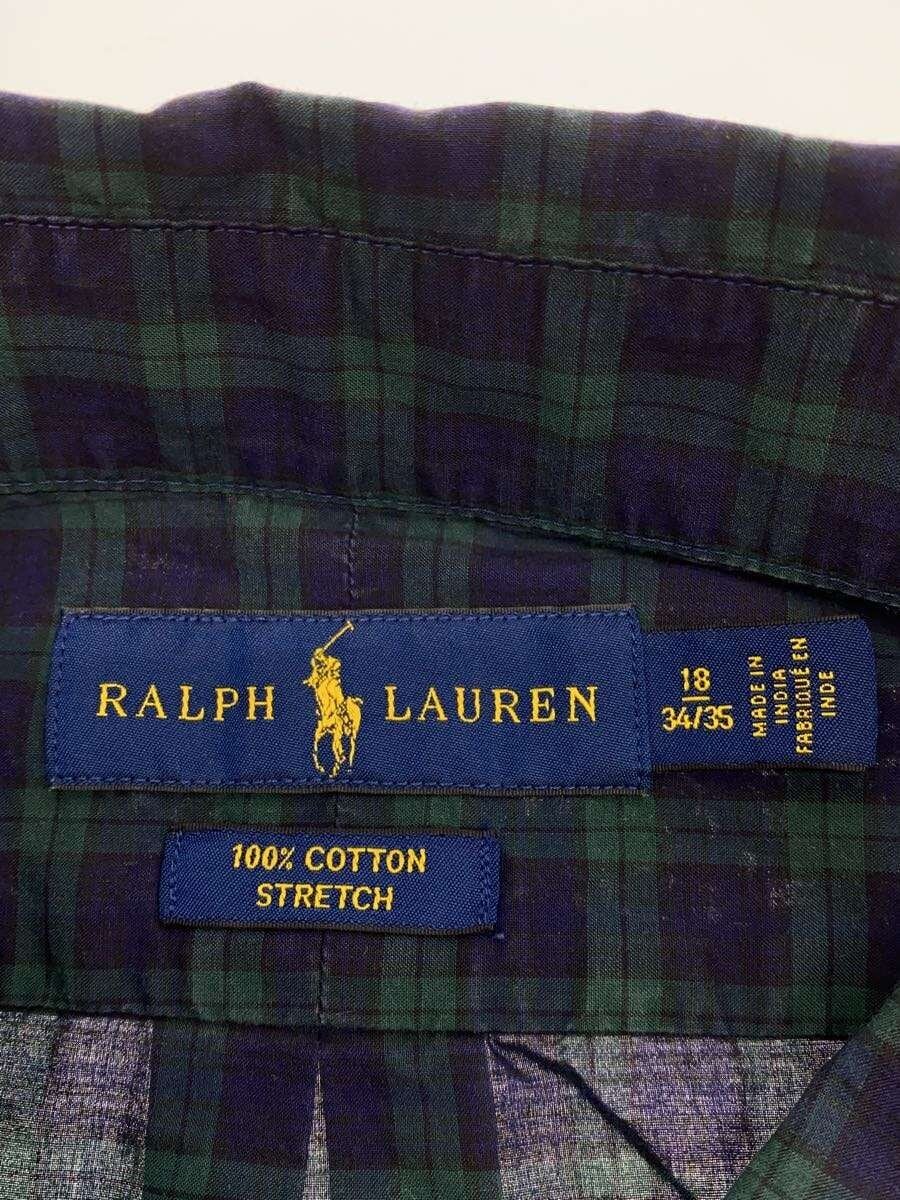 RALPH LAUREN
18
34/35
MADE IN
INDIA
FABRIQUÉ EN
INDE
100% COTTON
STRETCH